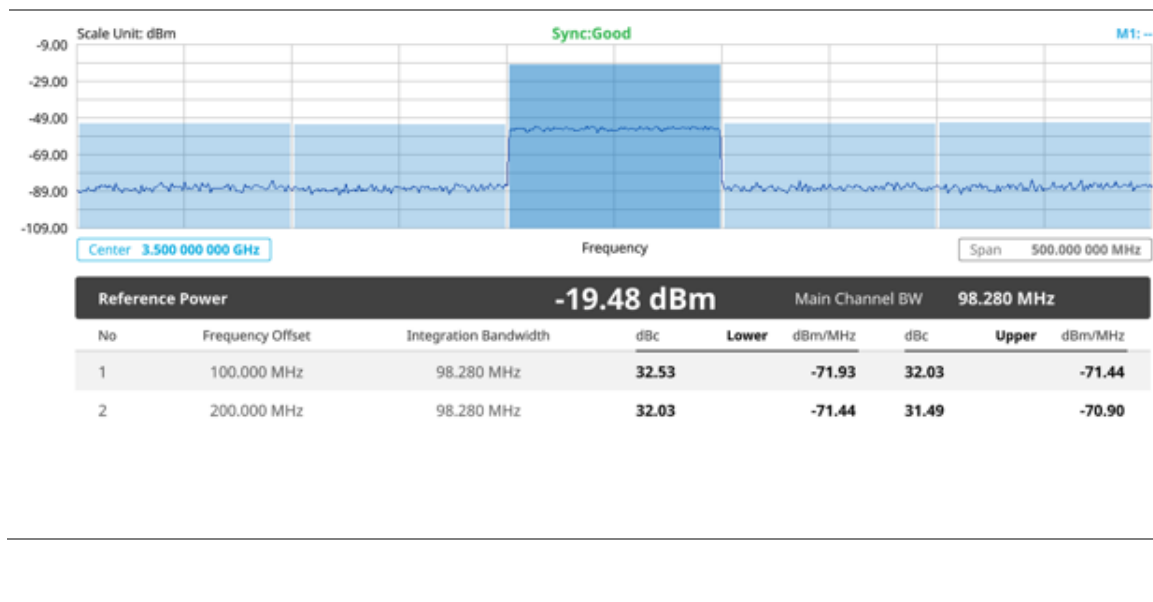 Scale Unit: dBm Sync:Good M1: --
-9.00
-29.00
-49.00
-69.00
-89.00
-109.00
Center 3.500 000 000 GHz Frequency Span 500.000 000 MHz
Reference Power -19.48 dBm Main Channel BW 98.280 MHz
No Frequency Offset Integration Bandwidth dBc Lower dBm/MHz dBc Upper dBm/MHz
1 100.000 MHz 98.280 MHz 32.53 -71.93 32.03 -71.44
2 200.000 MHz 98.280 MHz 32.03 -71.44 31.49 -70.90